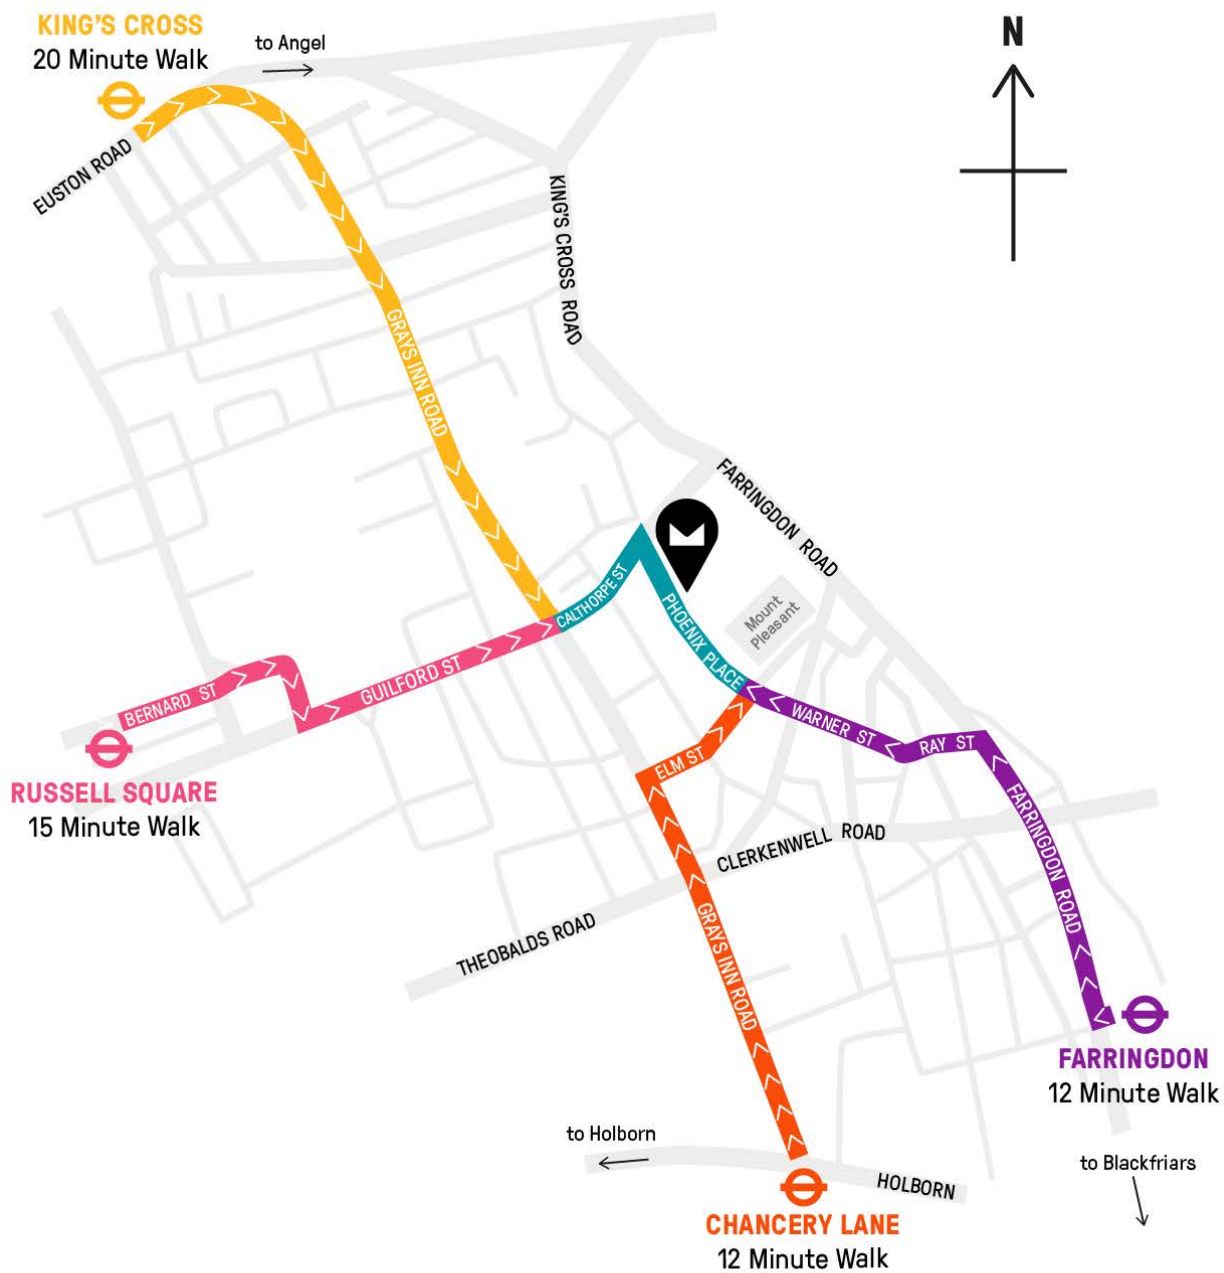 KING'S CROSS
20 Minute Walk
to Angel
N
EUSTON ROAD
KING'S CROSS ROAD
GRAYS INN ROAD
FARRINGDON ROAD
CALTHORPE ST
PHOENIX PLACE
Mount
Pleasant
BERNARD ST
GUILFORD ST
RUSSELL SQUARE
15 Minute Walk
WARNER ST
RAY ST
ELM ST
FARRINGDON ROAD
CLERKENWELL ROAD
THEOBALDS ROAD
GRAYS INN ROAD
FARRINGDON
12 Minute Walk
to Holborn
HOLBORN
to Blackfriars
CHANCERY LANE
12 Minute Walk